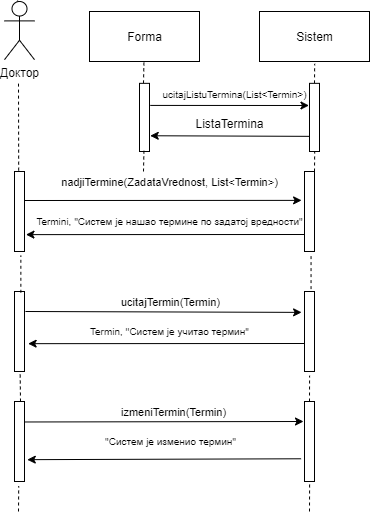 Forma
Sistem
Доктор
ucitajListuTermina(List<Termin>)
ListaTermina
nadjiTermine(ZadataVrednost, List<Termin>)
Termini, "Систем је нашао термине по задатој вредности"
ucitajTermin(Termin)
Termin, "Систем је учитао термин"
izmeniTermin(Termin)
"Систем је изменио термин"